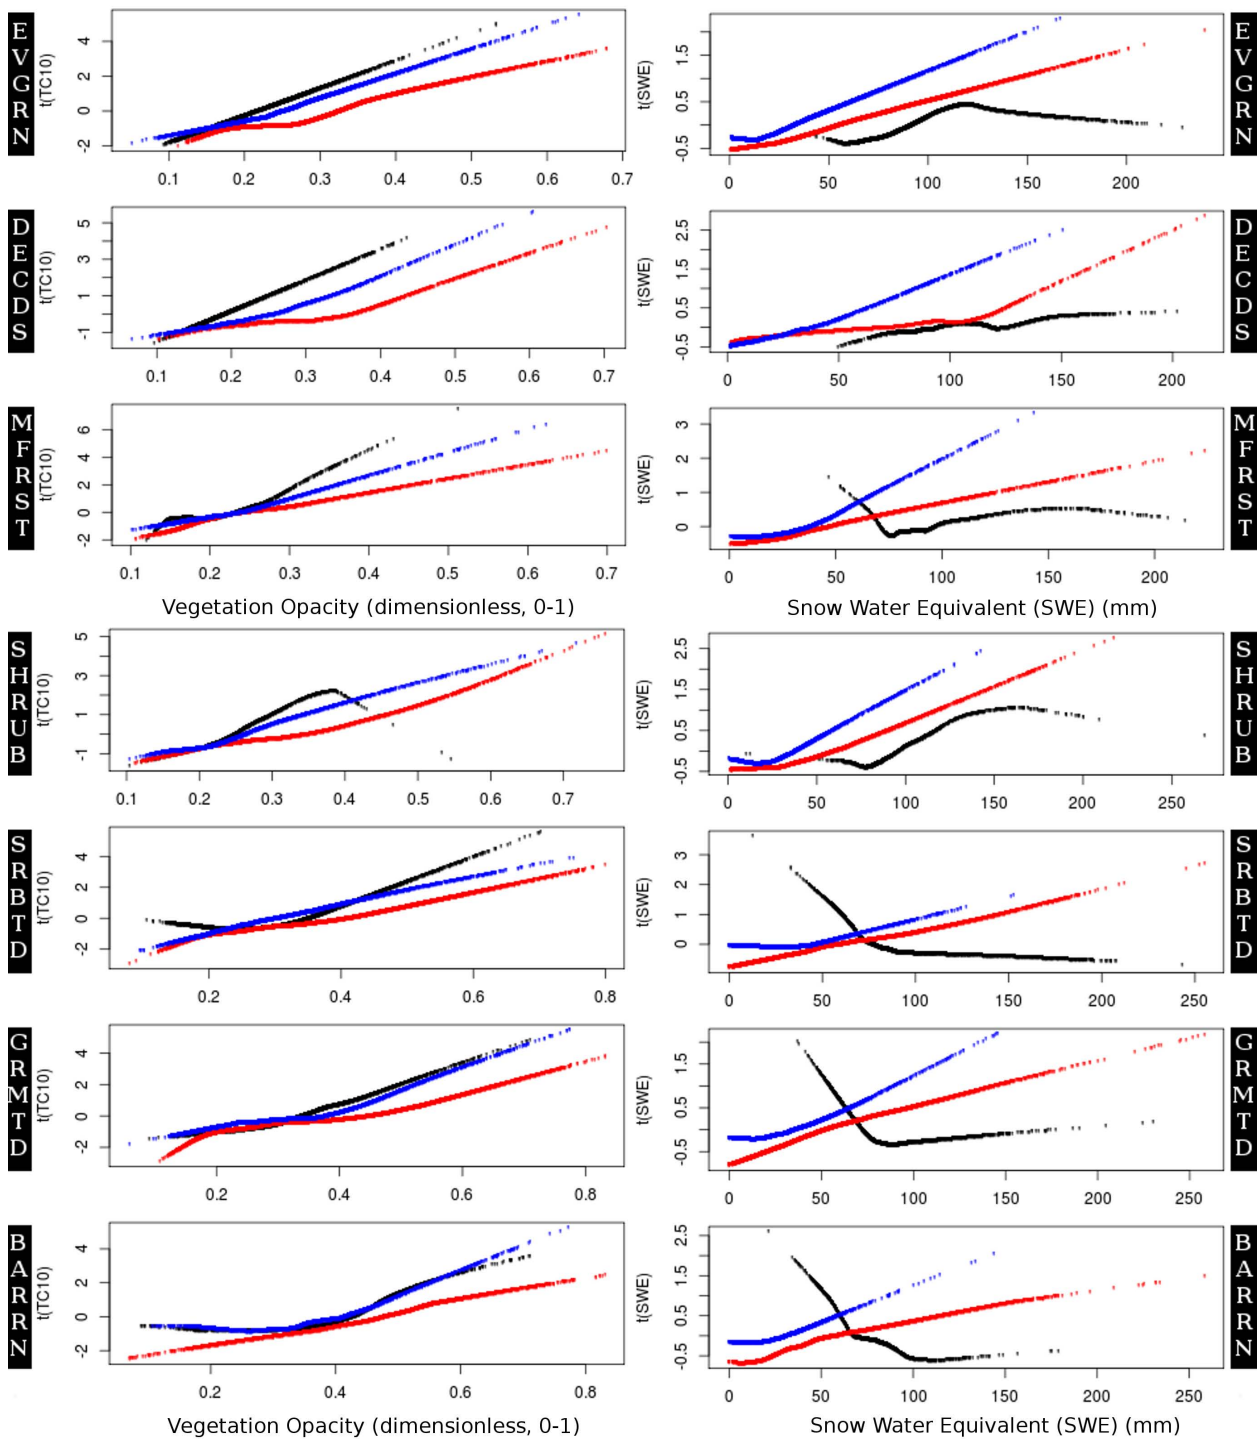 EVGRN
t(TC10)
4
2
0
-2
0.1 0.2 0.3 0.4 0.5 0.6 0.7
t(SWE)
1.5
0.5
-0.5
0 50 100 150 200
EVGRN
DECDS
t(TC10)
5
3
1
-1
0.1 0.2 0.3 0.4 0.5 0.6 0.7
t(SWE)
2.5
1.5
0.5
-0.5
0 50 100 150 200
DECDS
MFRST
t(TC10)
6
4
2
0
-2
0.1 0.2 0.3 0.4 0.5 0.6 0.7
t(SWE)
3
2
1
0
0 50 100 150 200
MFRST
Vegetation Opacity (dimensionless, 0-1)
Snow Water Equivalent (SWE) (mm)
SHRUB
t(TC10)
5
3
1
-1
0.1 0.2 0.3 0.4 0.5 0.6 0.7
t(SWE)
2.5
1.5
0.5
-0.5
0 50 100 150 200 250
SHRUB
SRBTD
t(TC10)
4
2
0
-2
0.2 0.4 0.6 0.8
t(SWE)
3
2
1
0
0 50 100 150 200 250
SRBTD
GRMTD
t(TC10)
4
2
0
-2
0.2 0.4 0.6 0.8
t(SWE)
1.5
0.5
-0.5
0 50 100 150 200 250
GRMTD
BARRN
t(TC10)
4
2
0
-2
0.2 0.4 0.6 0.8
t(SWE)
2.5
1.5
0.5
-0.5
0 50 100 150 200 250
BARRN
Vegetation Opacity (dimensionless, 0-1)
Snow Water Equivalent (SWE) (mm)